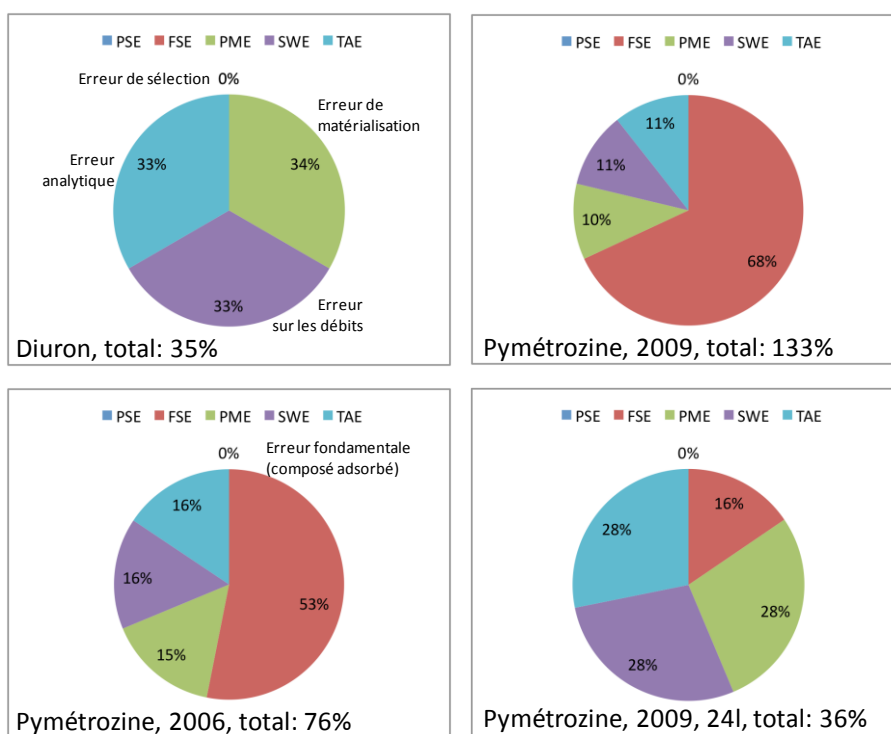 PSE FSE PME SWE TAE
Erreur de sélection 0%
Erreur de
matérialisation
Erreur
analytique
33%
34%
33%
Erreur
sur les débits
Diuron, total: 35%
PSE FSE PME SWE TAE
0%
11%
11%
10%
68%
Pymétrozine, 2009, total: 133%
PSE FSE PME SWE TAE
0%
Erreur fondamentale
(composé adsorbé)
16%
16%
53%
15%
Pymétrozine, 2006, total: 76%
PSE FSE PME SWE TAE
0%
16%
28%
28%
28%
Pymétrozine, 2009, 24l, total: 36%